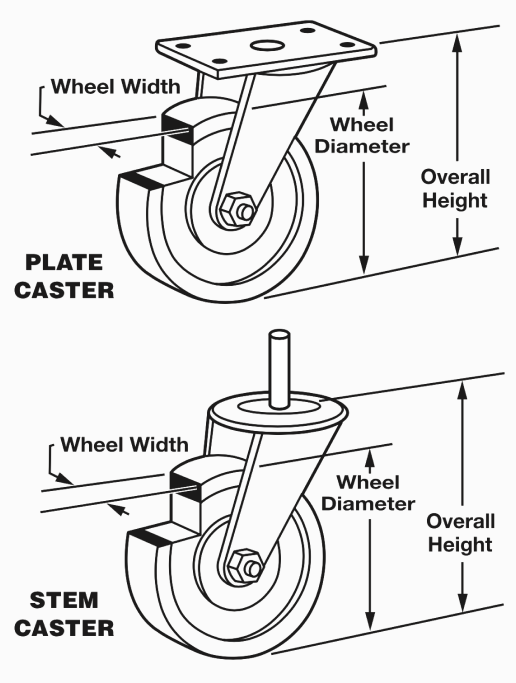 Wheel Width
Wheel
Diameter
Overall
Height
PLATE
CASTER
Wheel Width
Wheel
Diameter
Overall
Height
STEM
CASTER